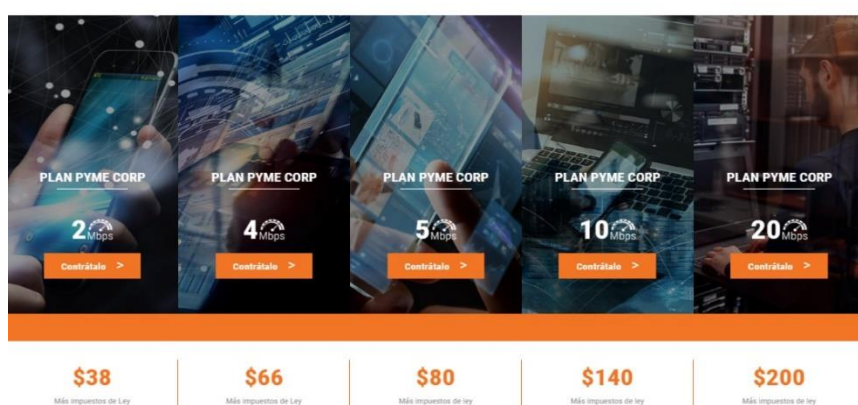 PLAN PYME CORP
2 Mbps
Contrátalo >
PLAN PYME CORP
4 Mbps
Contrátalo >
PLAN PYME CORP
5 Mbps
Contrátalo >
PLAN PYME CORP
10 Mbps
Contrátalo >
PLAN PYME CORP
20 Mbps
Contrátalo >
$38
Más impuestos de Ley
$66
Más impuestos de Ley
$80
Más impuestos de ley
$140
Más impuestos de ley
$200
Más impuestos de ley